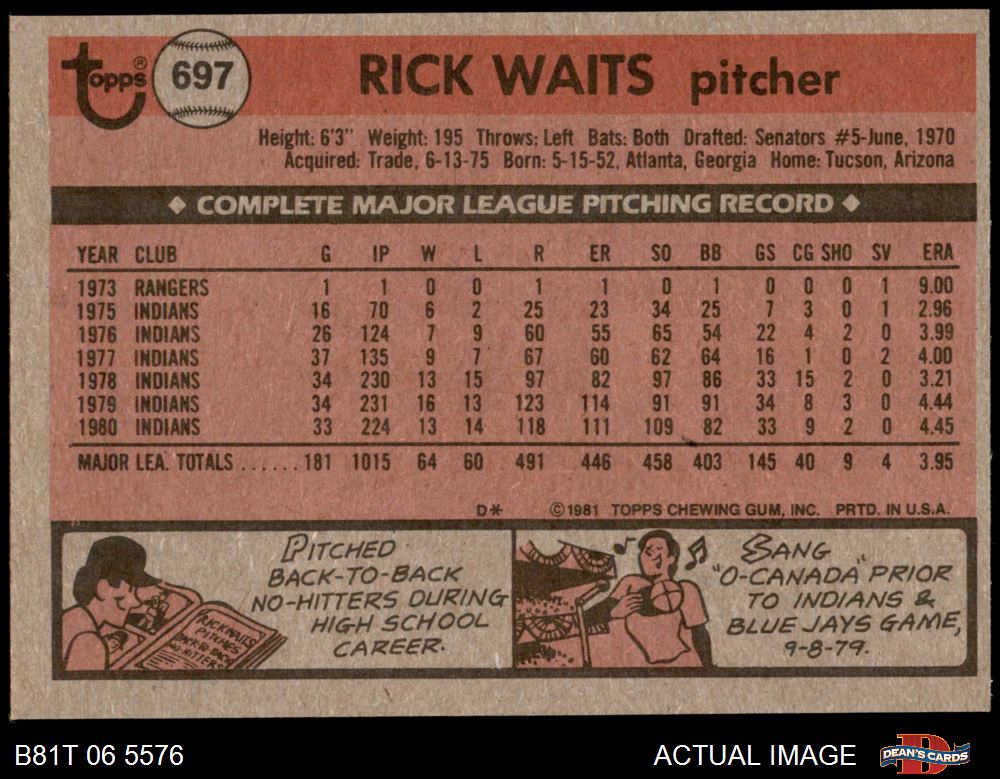 Topps® 697 RICK WAITS pitcher
Height: 6'3" Weight: 195 Throws: Left Bats: Both Drafted: Senators #5-June, 1970
Acquired: Trade, 6-13-75 Born: 5-15-52, Atlanta, Georgia Home: Tucson, Arizona
◆ COMPLETE MAJOR LEAGUE PITCHING RECORD ◆
YEAR CLUB G IP W L R ER SO BB GS CG SHO SV ERA
1973 RANGERS 1 1 0 0 1 1 0 1 0 0 0 1 9.00
1975 INDIANS 16 70 6 2 25 23 34 25 7 3 0 1 2.96
1976 INDIANS 26 124 7 9 60 55 65 54 22 4 2 0 3.99
1977 INDIANS 37 135 9 7 67 60 62 64 16 1 0 2 4.00
1978 INDIANS 34 230 13 15 97 82 97 86 33 15 2 0 3.21
1979 INDIANS 34 231 16 13 123 114 91 91 34 8 3 0 4.44
1980 INDIANS 33 224 13 14 118 111 109 82 33 9 2 0 4.45
MAJOR LEA. TOTALS ...... 181 1015 64 60 491 446 458 403 145 40 9 4 3.95
D* ©1981 TOPPS CHEWING GUM, INC. PRTD. IN U.S.A.
PITCHED
BACK-TO-BACK
NO-HITTERS DURING
HIGH SCHOOL
CAREER.
RICK WAITS
PITCHES
BACK-TO-BACK
NO-HITTERS
SANG
"O-CANADA" PRIOR
TO INDIANS &
BLUE JAYS GAME,
9-8-79.
B81T 06 5576 ACTUAL IMAGE DEAN'S CARDS